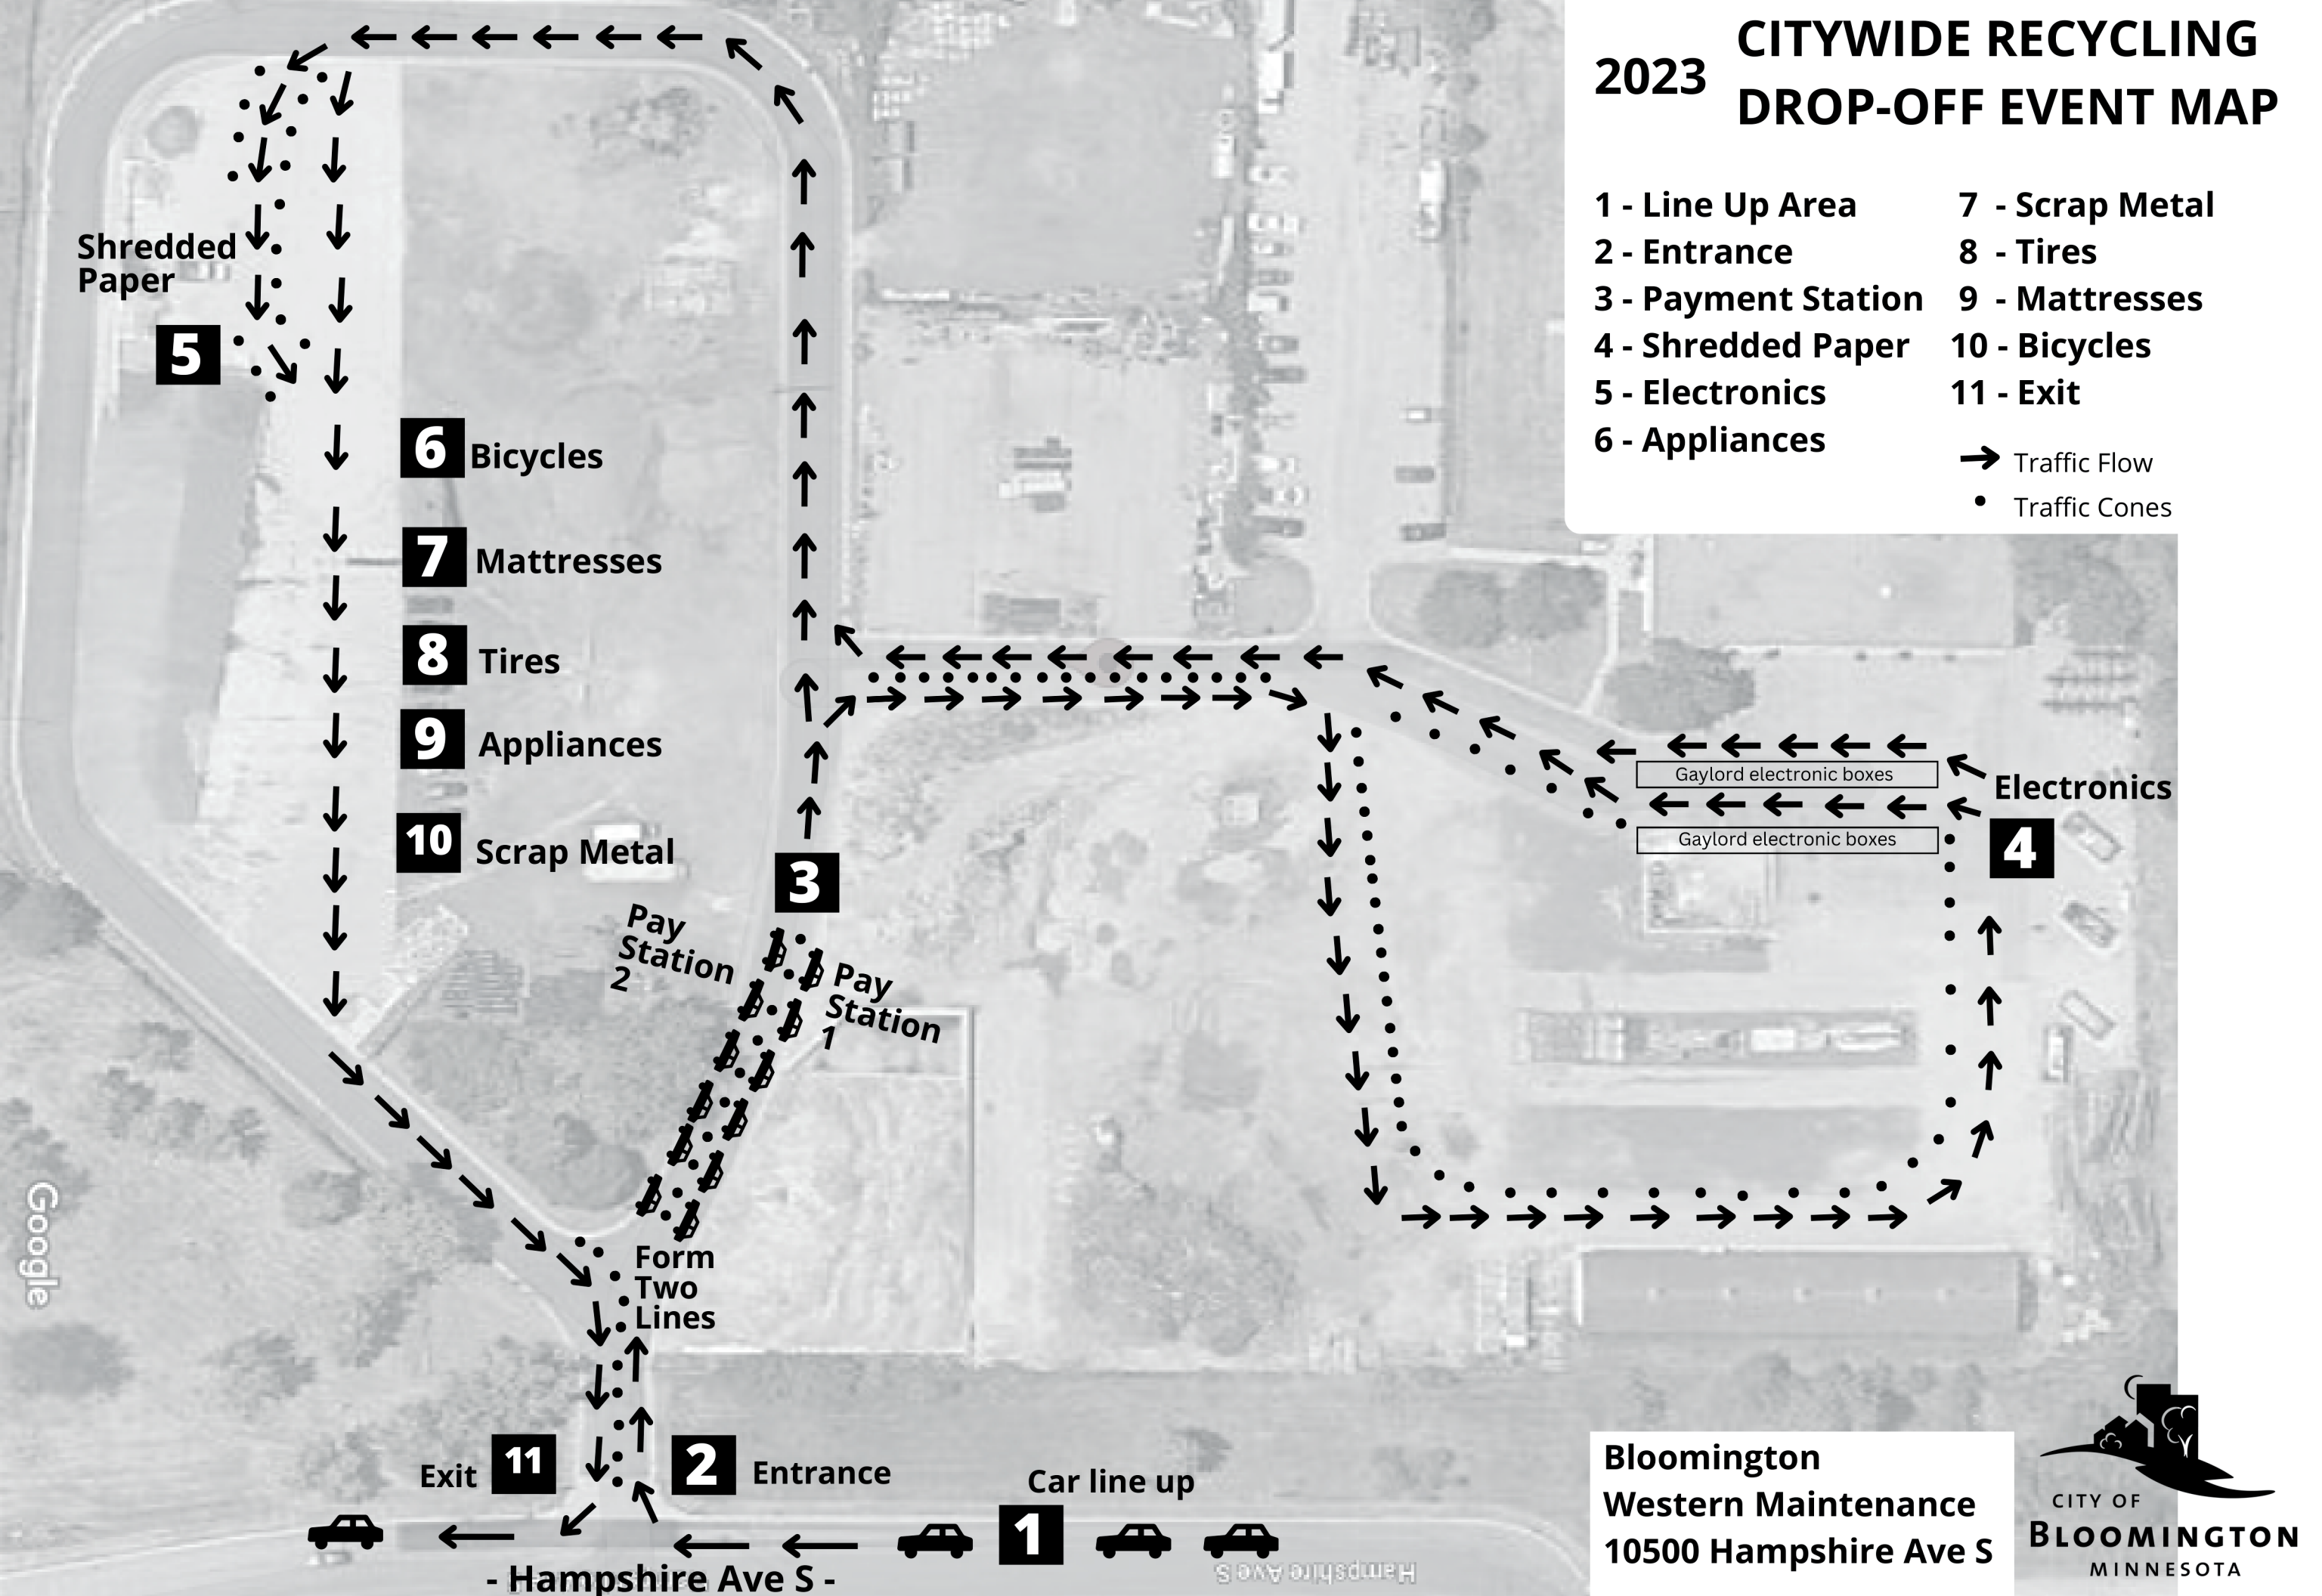 2023
CITYWIDE RECYCLING
DROP-OFF EVENT MAP
1 - Line Up Area
2 - Entrance
3 - Payment Station
4 - Shredded Paper
5 - Electronics
6 - Appliances
7 - Scrap Metal
8 - Tires
9 - Mattresses
10 - Bicycles
11 - Exit
Traffic Flow
Traffic Cones
Shredded
Paper
5
6 Bicycles
7 Mattresses
8 Tires
9 Appliances
10 Scrap Metal
3
Pay
Station
2
Pay
Station
1
Gaylord electronic boxes
Gaylord electronic boxes
Electronics
4
Form
Two
Lines
Exit 11
2 Entrance
Car line up
1
- Hampshire Ave S -
Hampshire Ave S
Google
Bloomington
Western Maintenance
10500 Hampshire Ave S
CITY OF
BLOOMINGTON
MINNESOTA